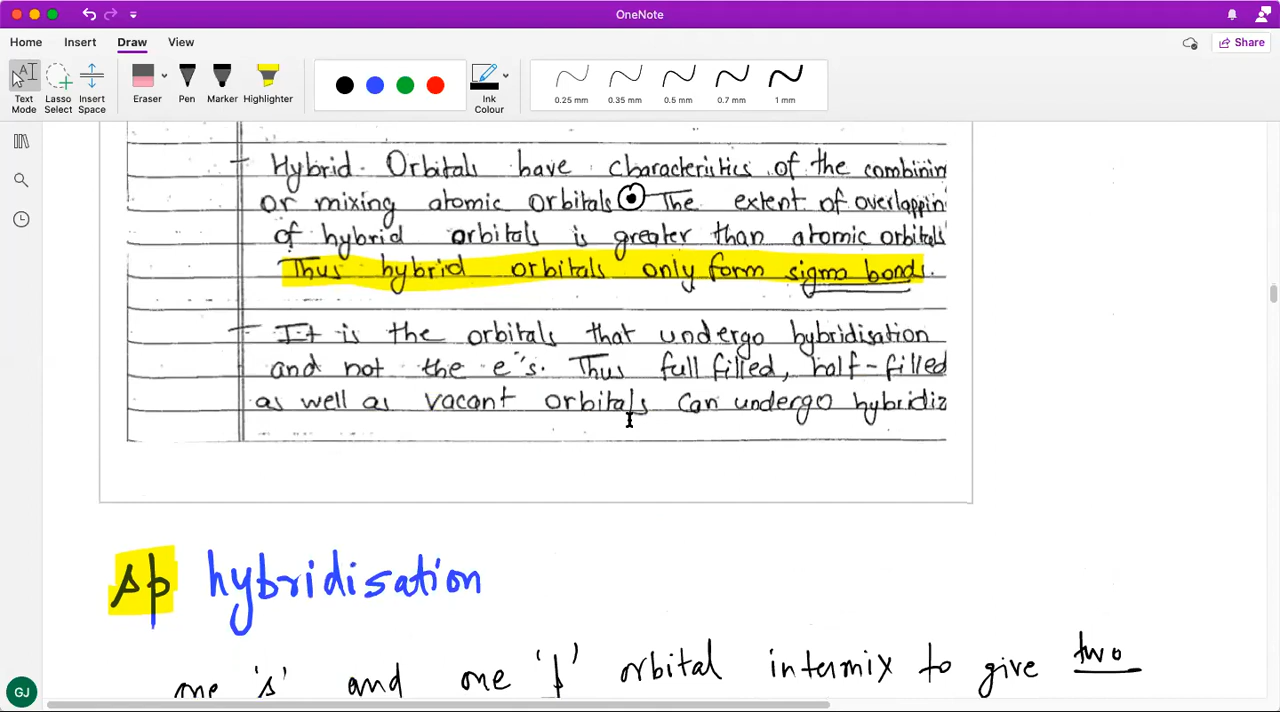 OneNote
Home Insert Draw View
Share
Text Mode
Lasso Select
Insert Space
Eraser
Pen
Marker
Highlighter
Ink Colour
0.25 mm
0.35 mm
0.5 mm
0.7 mm
1 mm
- Hybrid Orbitals have characteristics of the combinin
or mixing atomic orbitals. The extent of overlappin
of hybrid orbitals is greater than atomic orbitals
Thus hybrid orbitals only form sigma bonds.
- It is the orbitals that undergo hybridisation
and not the e⁻s. Thus full filled, half-filled
as well as vacant orbitals can undergo hybridiz
sp hybridisation
one 's' and one 'p' orbital intermix to give two
GJ